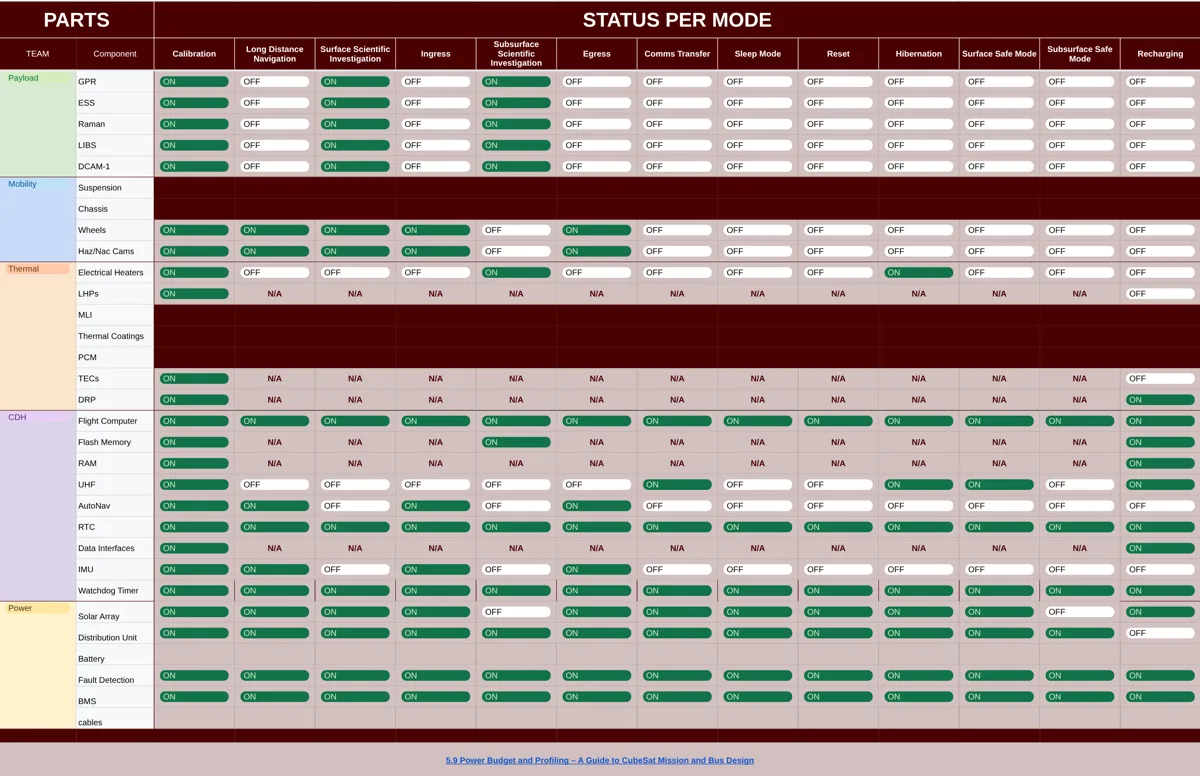 PARTS STATUS PER MODE
TEAM Component Calibration Long Distance Navigation Surface Scientific Investigation Ingress Subsurface Scientific Investigation Egress Comms Transfer Sleep Mode Reset Hibernation Surface Safe Mode Subsurface Safe Mode Recharging
Payload GPR ON OFF ON OFF ON OFF OFF OFF OFF OFF OFF OFF OFF
ESS ON OFF ON OFF ON OFF OFF OFF OFF OFF OFF OFF OFF
Raman ON OFF ON OFF ON OFF OFF OFF OFF OFF OFF OFF OFF
LIBS ON OFF ON OFF ON OFF OFF OFF OFF OFF OFF OFF OFF
DCAM-1 ON OFF ON OFF ON OFF OFF OFF OFF OFF OFF OFF OFF
Mobility Suspension
Chassis
Wheels ON ON ON ON OFF ON OFF OFF OFF OFF OFF OFF OFF
Haz/Nac Cams ON ON ON ON OFF ON OFF OFF OFF OFF OFF OFF OFF
Thermal Electrical Heaters ON OFF OFF OFF ON OFF OFF OFF OFF ON OFF OFF OFF
LHPs ON N/A N/A N/A N/A N/A N/A N/A N/A N/A N/A N/A OFF
MLI
Thermal Coatings
PCM
TECs ON N/A N/A N/A N/A N/A N/A N/A N/A N/A N/A N/A OFF
DRP ON N/A N/A N/A N/A N/A N/A N/A N/A N/A N/A N/A ON
CDH Flight Computer ON ON ON ON ON ON ON ON ON ON ON ON ON
Flash Memory ON N/A N/A N/A ON N/A N/A N/A N/A N/A N/A N/A ON
RAM ON N/A N/A N/A N/A N/A N/A N/A N/A N/A N/A N/A ON
UHF ON OFF OFF OFF OFF OFF ON OFF OFF ON ON OFF ON
AutoNav ON ON OFF ON OFF ON OFF OFF OFF OFF OFF OFF OFF
RTC ON ON ON ON ON ON ON ON ON ON ON ON ON
Data Interfaces ON N/A N/A N/A N/A N/A N/A N/A N/A N/A N/A N/A ON
IMU ON ON OFF ON OFF ON OFF OFF OFF OFF OFF OFF OFF
Watchdog Timer ON ON ON ON ON ON ON ON ON ON ON ON ON
Power Solar Array ON ON ON ON OFF ON ON ON ON ON ON OFF ON
Distribution Unit ON ON ON ON ON ON ON ON ON ON ON ON OFF
Battery
Fault Detection ON ON ON ON ON ON ON ON ON ON ON ON ON
BMS ON ON ON ON ON ON ON ON ON ON ON ON ON
cables
5.9 Power Budget and Profiling – A Guide to CubeSat Mission and Bus Design